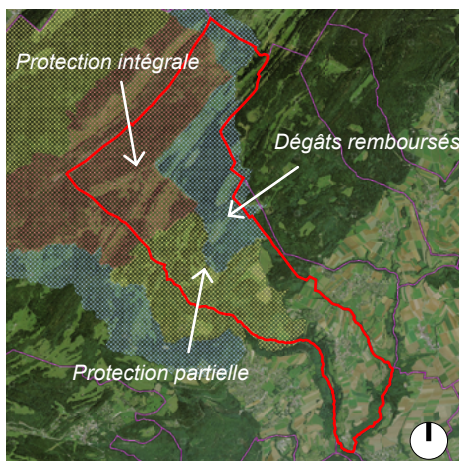 Protection intégrale
Dégâts remboursés
Protection partielle